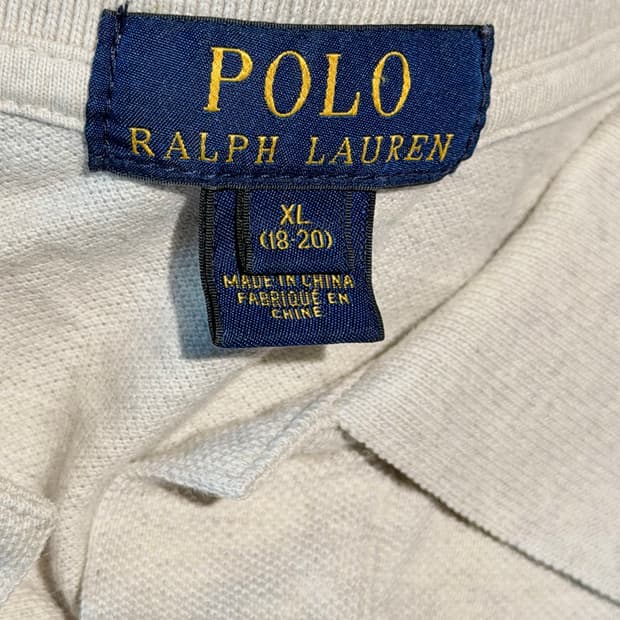 POLO
RALPH LAUREN
XL
(18-20)
MADE IN CHINA
FABRIQUÉ EN
CHINE